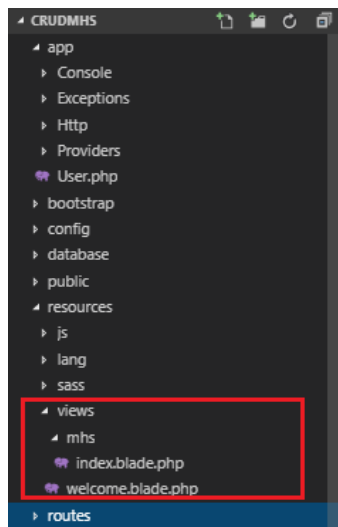 CRUDMHS
app
Console
Exceptions
Http
Providers
User.php
bootstrap
config
database
public
resources
js
lang
sass
views
mhs
index.blade.php
welcome.blade.php
routes